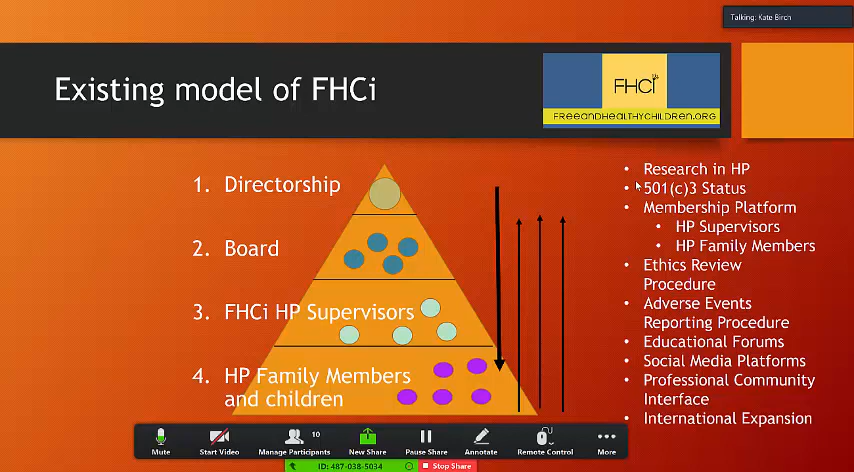 Talking: Kate Birch
Existing model of FHCi
FHCi
FREEANDHEALTHYCHILDREN.ORG
1. Directorship
2. Board
3. FHCi HP Supervisors
4. HP Family Members
and children
• Research in HP
• 501(c)3 Status
• Membership Platform
• HP Supervisors
• HP Family Members
• Ethics Review
Procedure
• Adverse Events
Reporting Procedure
• Educational Forums
• Social Media Platforms
• Professional Community
Interface
• International Expansion
Mute
Start Video
Manage Participants
10
New Share
Pause Share
Annotate
Remote Control
More
ID: 487-038-5034
Stop Share